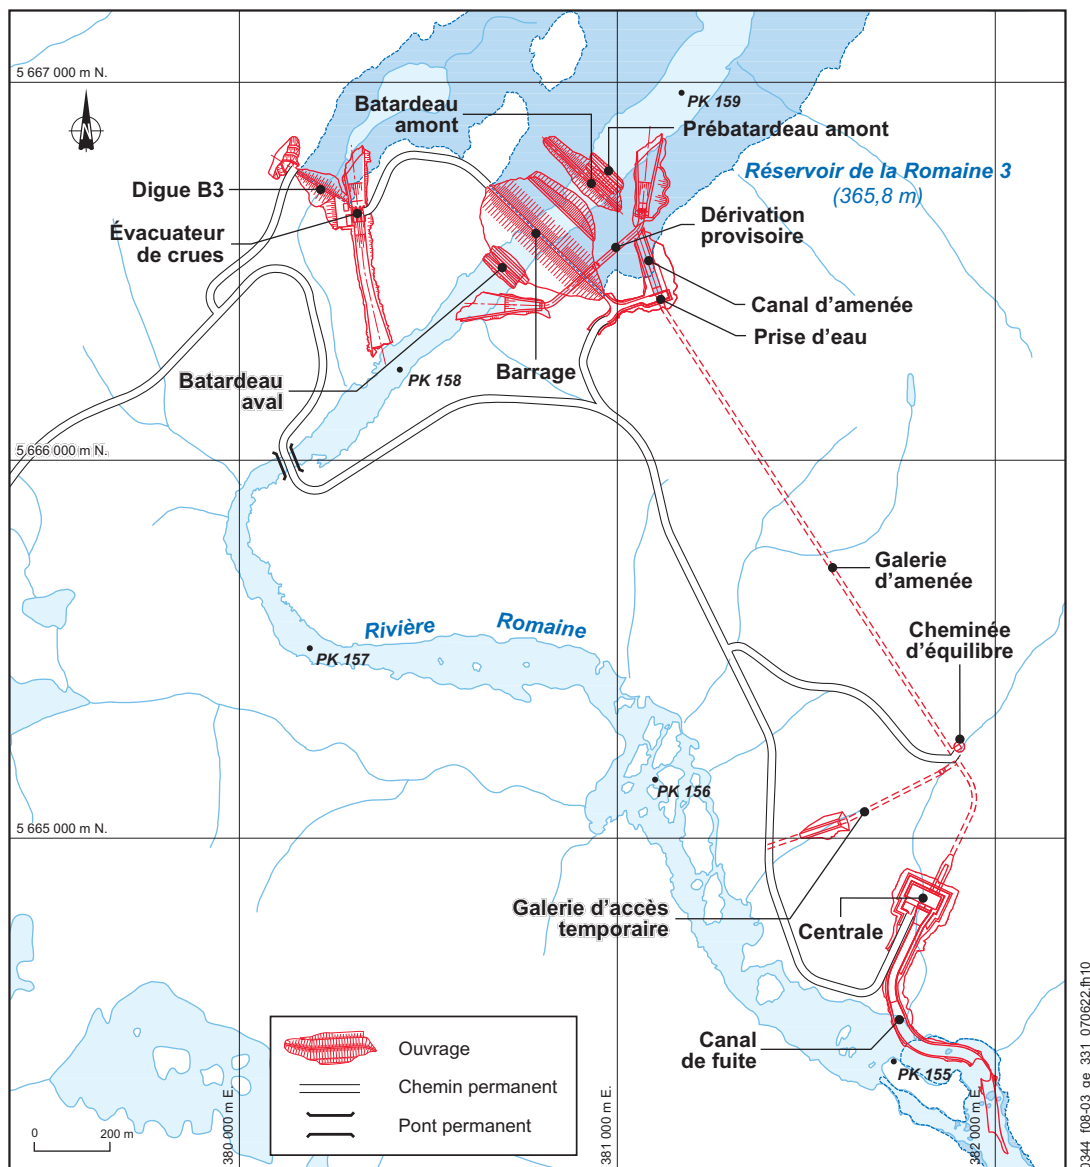 5 667 000 m N.
PK 159
Batardeau
amont
Prébatardeau amont
Réservoir de la Romaine 3
(365,8 m)
Digue B3
Dérivation
provisoire
Évacuateur
de crues
Canal d'amenée
Prise d'eau
Barrage
PK 158
Batardeau
aval
5 666 000 m N.
Galerie
d'amenée
Rivière Romaine
Cheminée
d'équilibre
PK 157
PK 156
5 665 000 m N.
Galerie d'accès
temporaire
Centrale
Canal
de fuite
PK 155
Ouvrage
Chemin permanent
Pont permanent
0 200 m
380 000 m E.
381 000 m E.
382 000 m E.